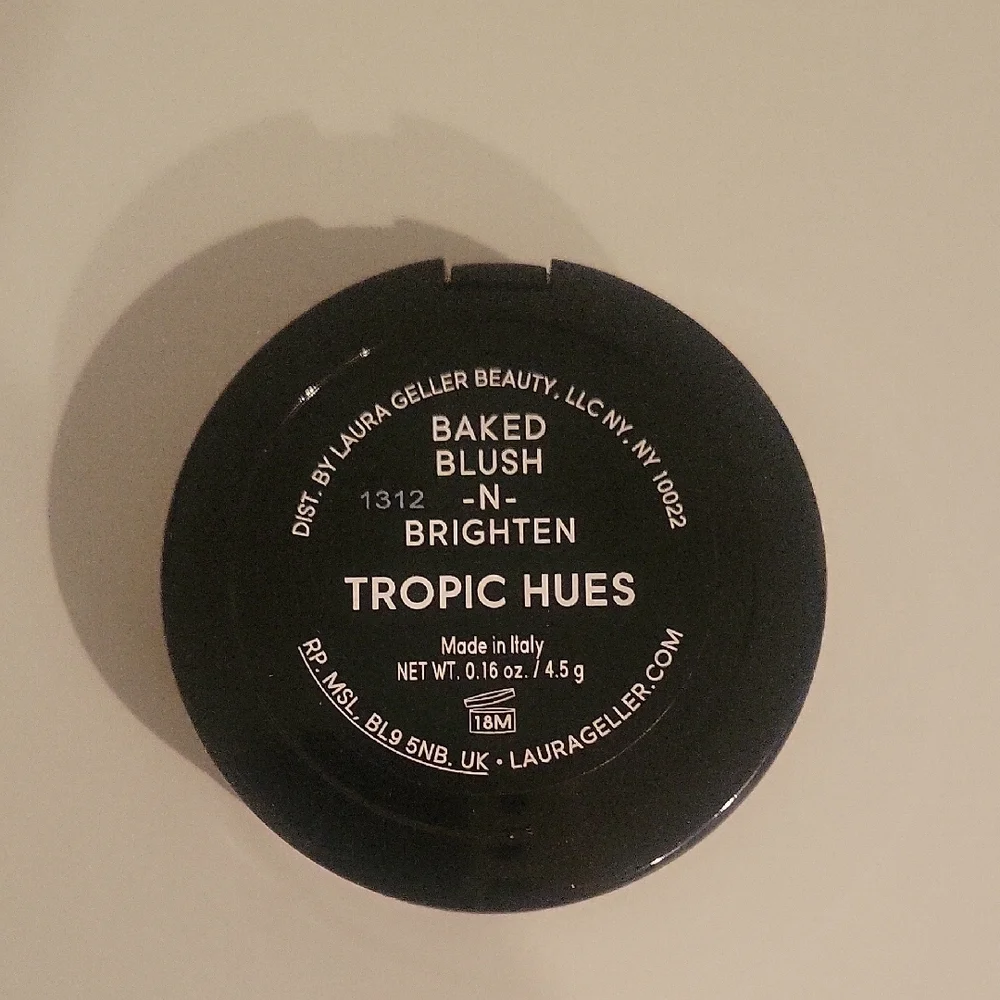 DIST. BY LAURA GELLER BEAUTY, LLC NY, NY 10022
BAKED
BLUSH
1312 -N-
BRIGHTEN
TROPIC HUES
Made in Italy
NET WT. 0.16 oz. / 4.5 g
18M
RP. MSL, BL9 5NB. UK • LAURAGELLER.COM